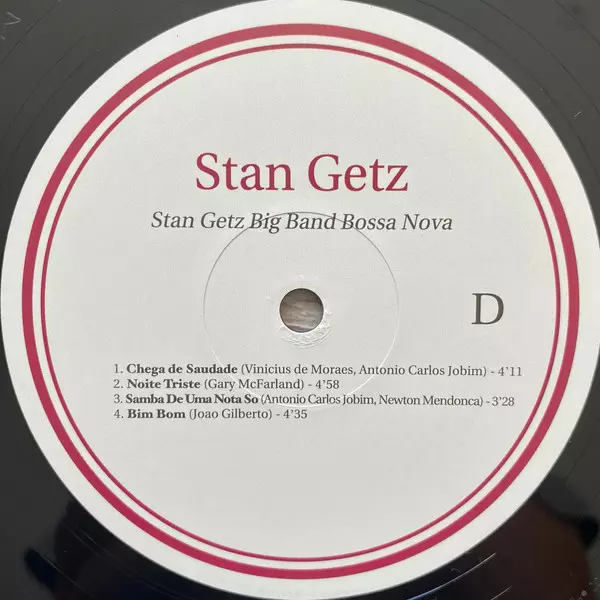 Stan Getz
Stan Getz Big Band Bossa Nova
D
1. Chega de Saudade (Vinicius de Moraes, Antonio Carlos Jobim) - 4'11
2. Noite Triste (Gary McFarland) - 4'58
3. Samba De Uma Nota So (Antonio Carlos Jobim, Newton Mendonca) - 3'28
4. Bim Bom (Joao Gilberto) - 4'35